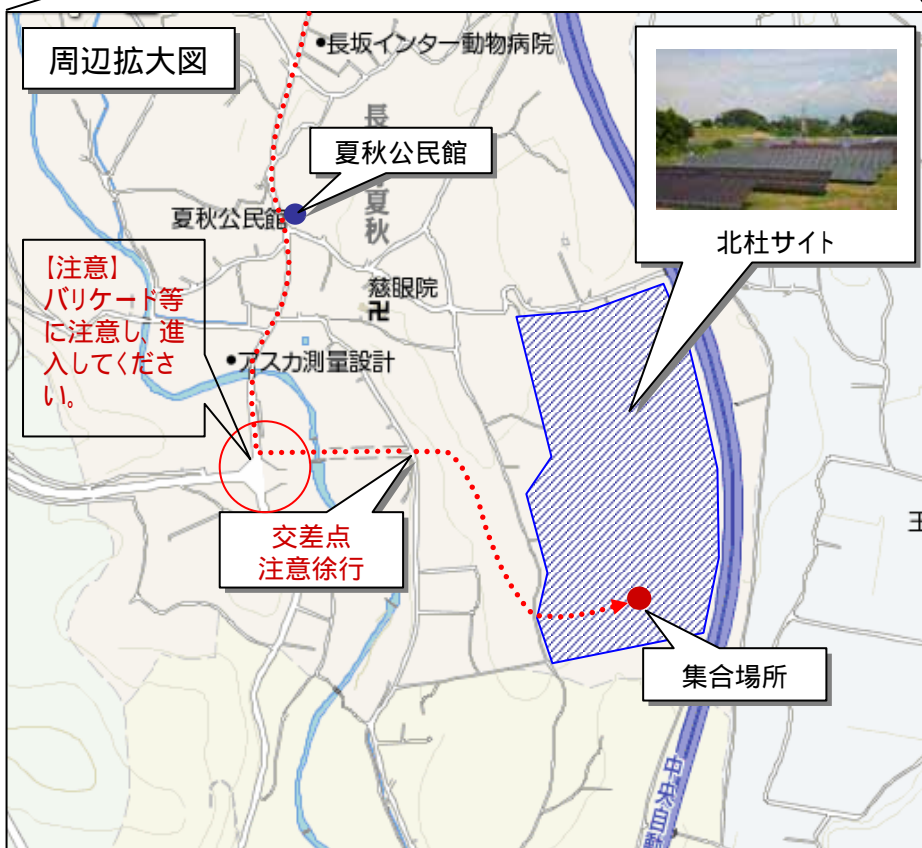 周辺拡大図
長坂インター動物病院
夏秋公民館
夏秋公民館
長
夏秋
北杜サイト
【注意】
バリケード等
に注意し、進
入してくださ
い。
慈眼院
卍
アスカ測量設計
交差点
注意徐行
集合場所
中央自動